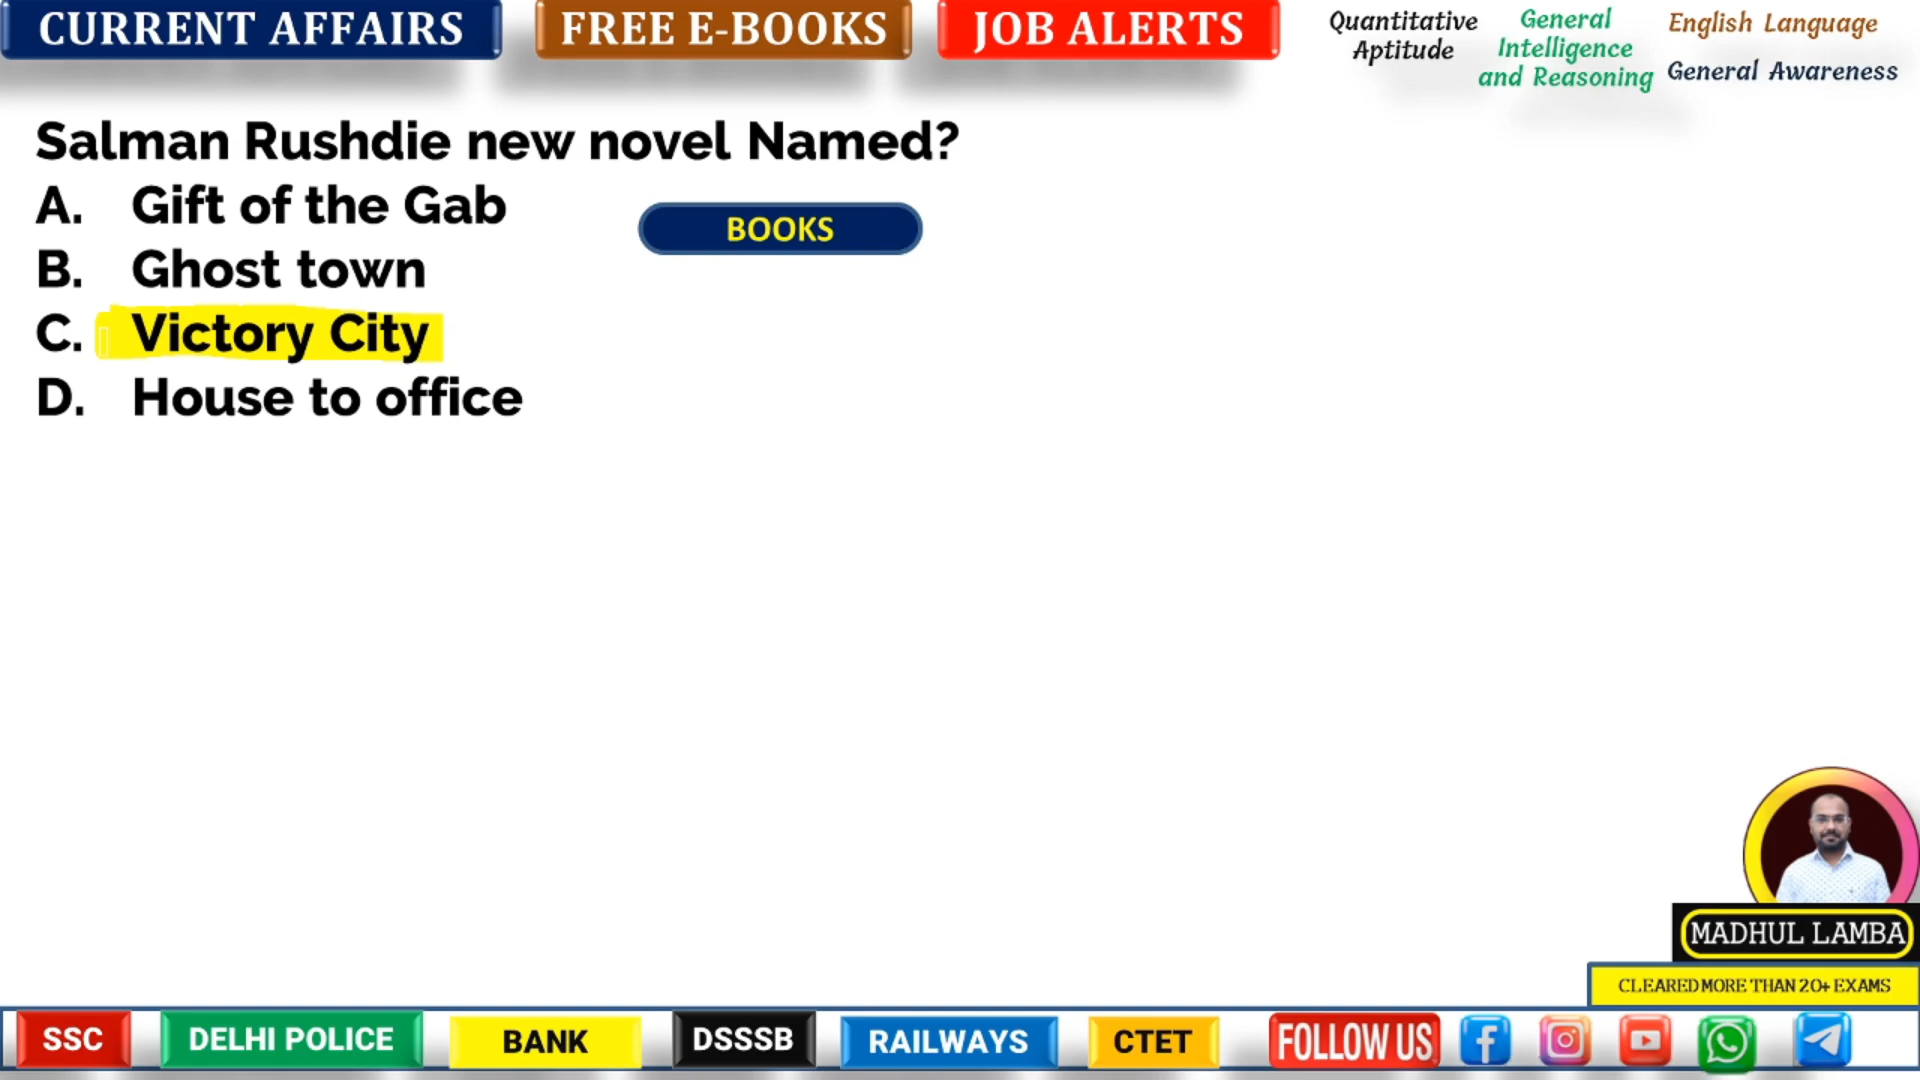 CURRENT AFFAIRS
FREE E-BOOKS
JOB ALERTS
Quantitative
Aptitude
General
Intelligence
and Reasoning
English Language
General Awareness
Salman Rushdie new novel Named?
A. Gift of the Gab
B. Ghost town
C. Victory City
D. House to office
BOOKS
MADHUL LAMBA
CLEARED MORE THAN 20+ EXAMS
SSC
DELHI POLICE
BANK
DSSSB
RAILWAYS
CTET
FOLLOW US